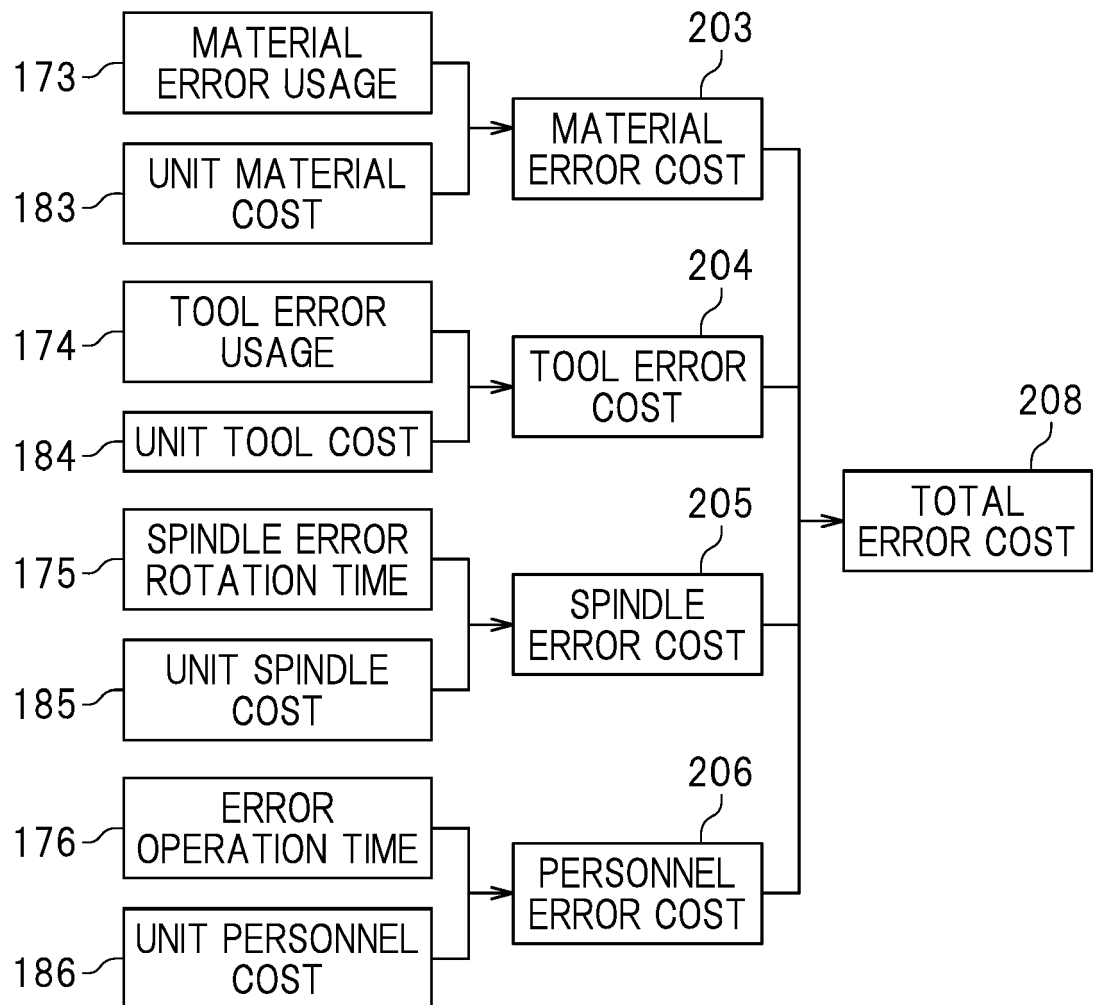 203
MATERIAL
ERROR USAGE
173
MATERIAL
ERROR COST
UNIT MATERIAL
COST
183
204
TOOL ERROR
USAGE
174
TOOL ERROR
COST
208
UNIT TOOL COST
184
TOTAL
ERROR COST
205
SPINDLE ERROR
ROTATION TIME
175
SPINDLE
ERROR COST
UNIT SPINDLE
COST
185
206
ERROR
OPERATION TIME
176
PERSONNEL
ERROR COST
UNIT PERSONNEL
COST
186